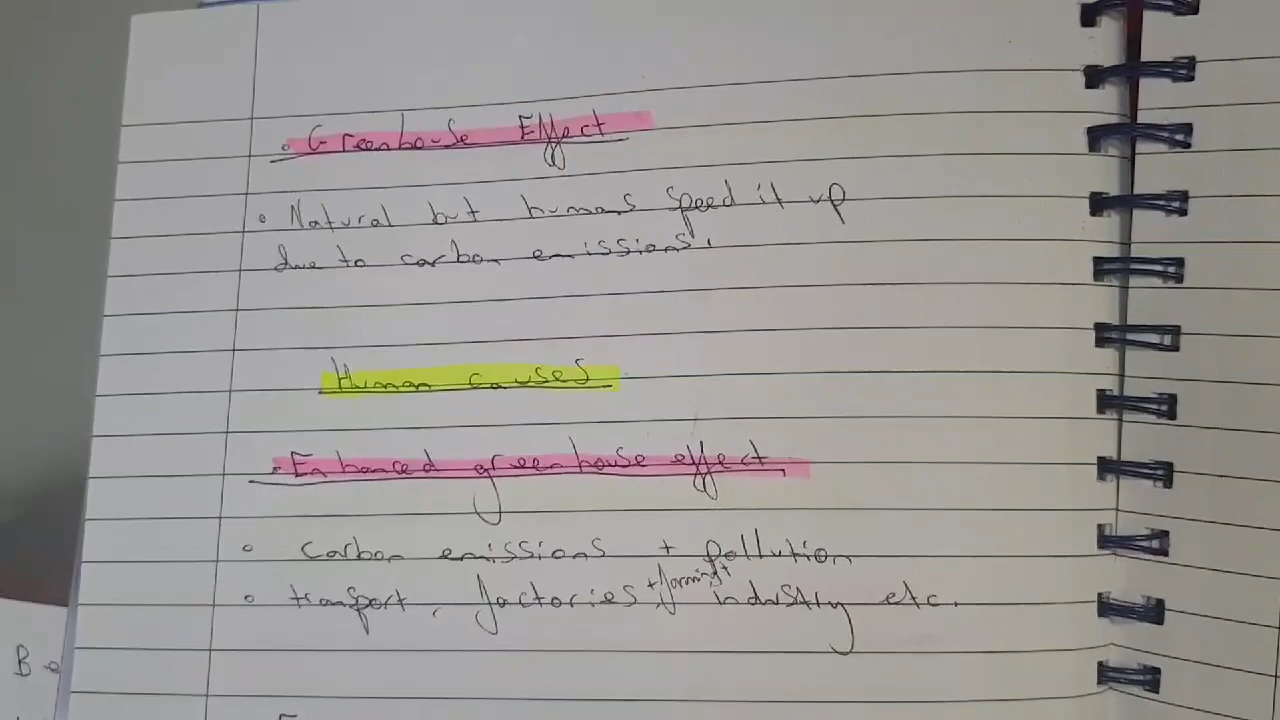 • Greenhouse Effect
• Natural but humans speed it up
due to carbon emissions.
Human causes
• Enhanced greenhouse effect.
• carbon emissions + pollution
+ farming +
• transport, factories, industry etc.
Be